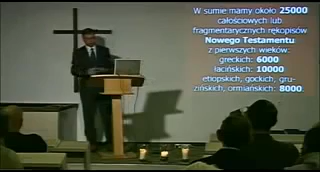 W sumie mamy około 25000
całościowych lub
fragmentarycznych rękopisów
Nowego Testamentu
z pierwszych wieków:
greckich: 6000
łacińskich: 10000
etiopskich, gockich, gru-
zińskich, ormiańskich: 8000.